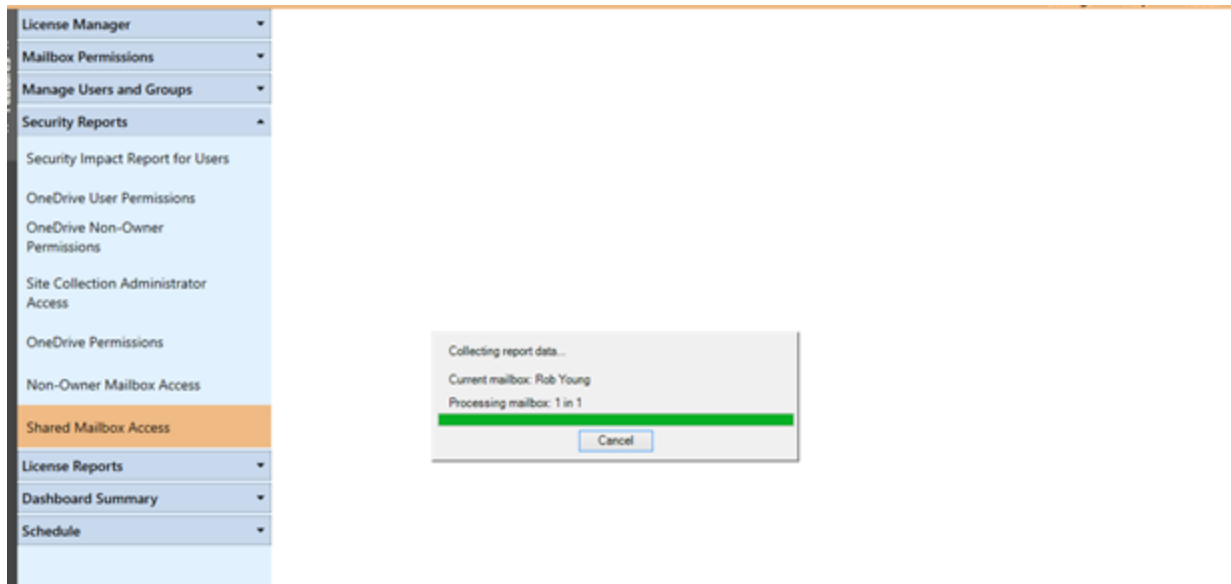 License Manager
Mailbox Permissions
Manage Users and Groups
Security Reports
Security Impact Report for Users
OneDrive User Permissions
OneDrive Non-Owner
Permissions
Site Collection Administrator
Access
OneDrive Permissions
Non-Owner Mailbox Access
Shared Mailbox Access
License Reports
Dashboard Summary
Schedule
Collecting report data...
Current mailbox: Rob Young
Processing mailbox: 1 in 1
Cancel